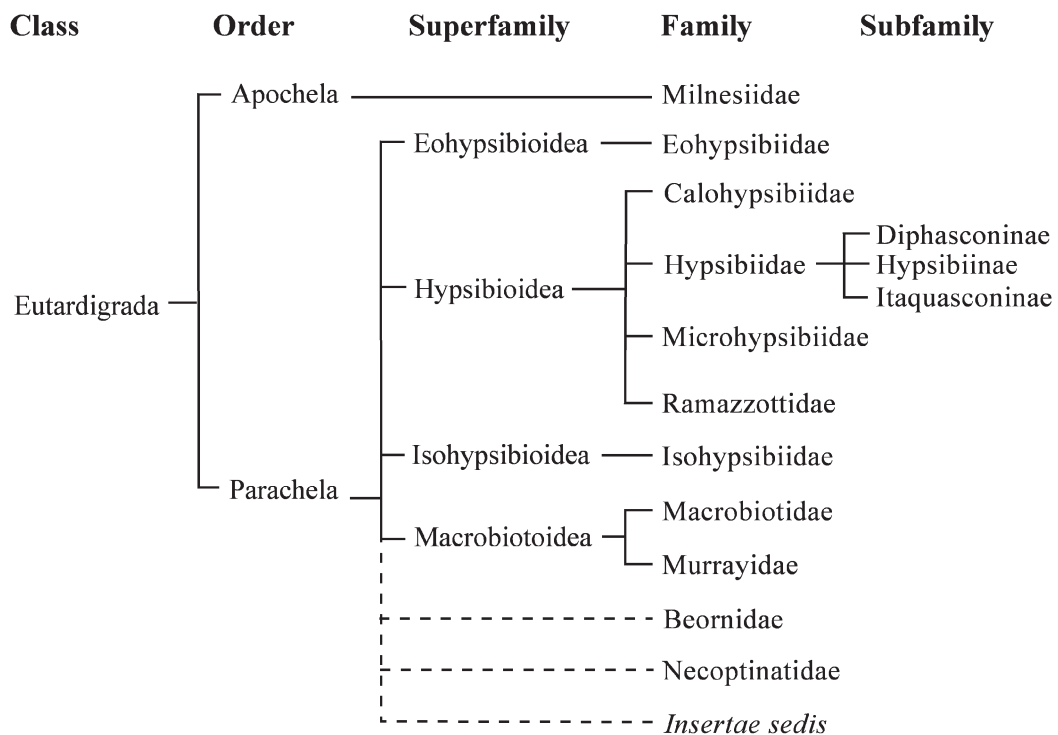 Class Order Superfamily Family Subfamily
Apochela Milnesiidae
Eohypsibioidea Eohypsibiidae
Calohypsibiidae
Diphasconinae
Hypsibiidae Hypsibiinae
Hypsibioidea
Itaquasconinae
Eutardigrada
Microhypsibiidae
Ramazzottidae
Isohypsibioidea Isohypsibiidae
Parachela
Macrobiotidae
Macrobiotoidea
Murrayidae
Beornidae
Necoptinatidae
Insertae sedis